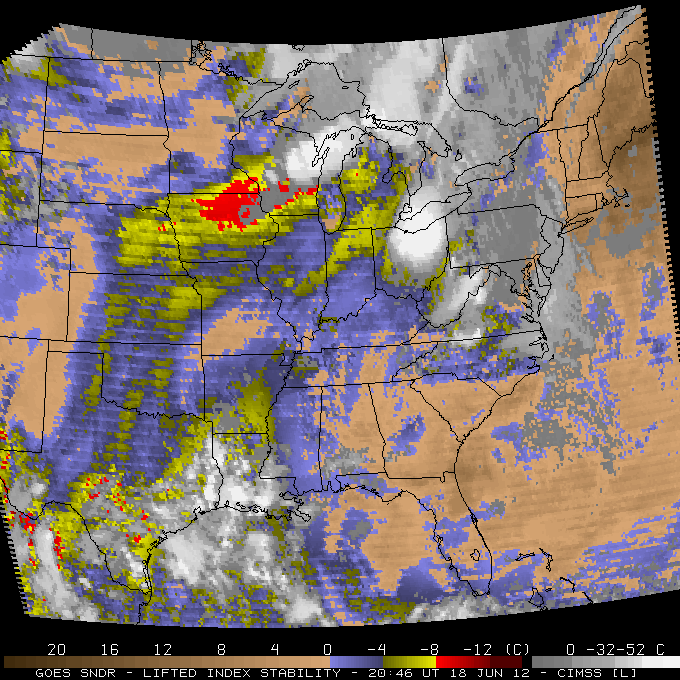 20 16 12 8 4 0 -4 -8 -12 (C) 0 -32-52 C
GOES SNDR - LIFTED INDEX STABILITY - 20:46 UT 18 JUN 12 - CIMSS [L]